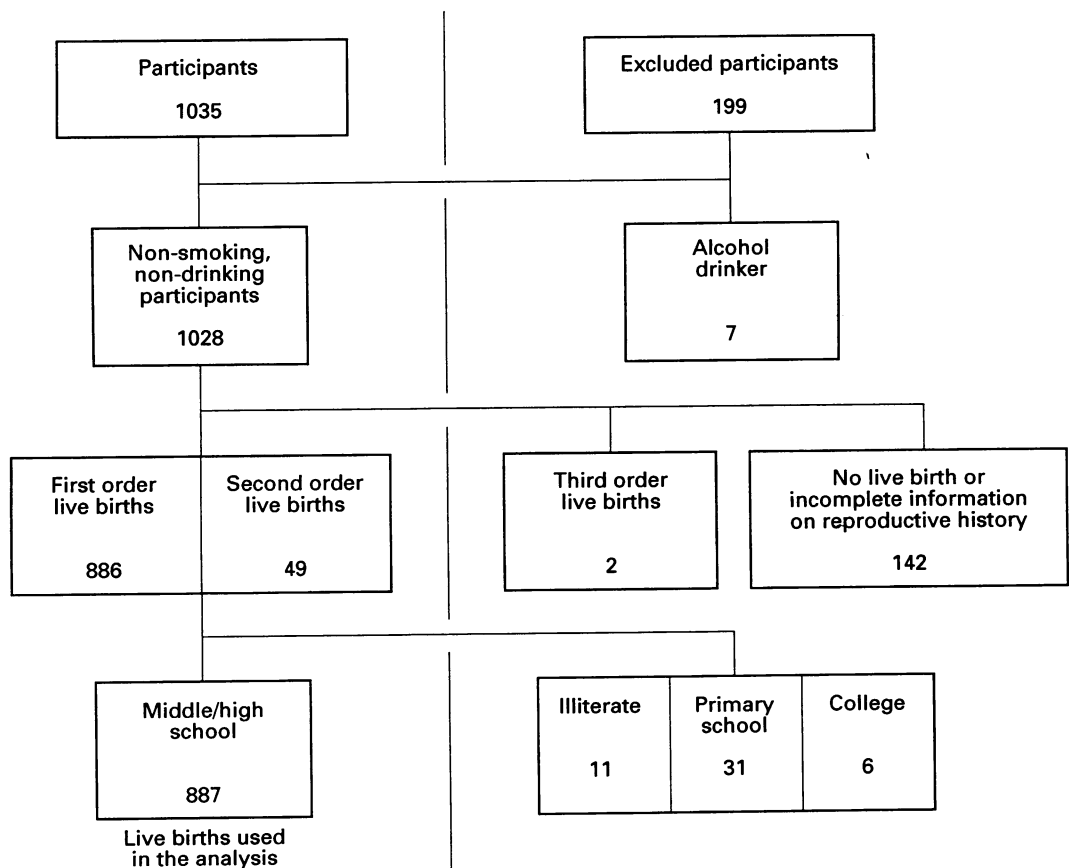 Participants
1035
Excluded participants
199
Non-smoking,
non-drinking
participants
1028
Alcohol
drinker
7
First order
live births
886
Second order
live births
49
Third order
live births
2
No live birth or
incomplete information
on reproductive history
142
Middle/high
school
887
Live births used
in the analysis
Illiterate
11
Primary
school
31
College
6